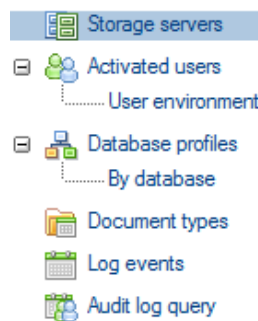 Storage servers
Activated users
User environment
Database profiles
By database
Document types
Log events
Audit log query